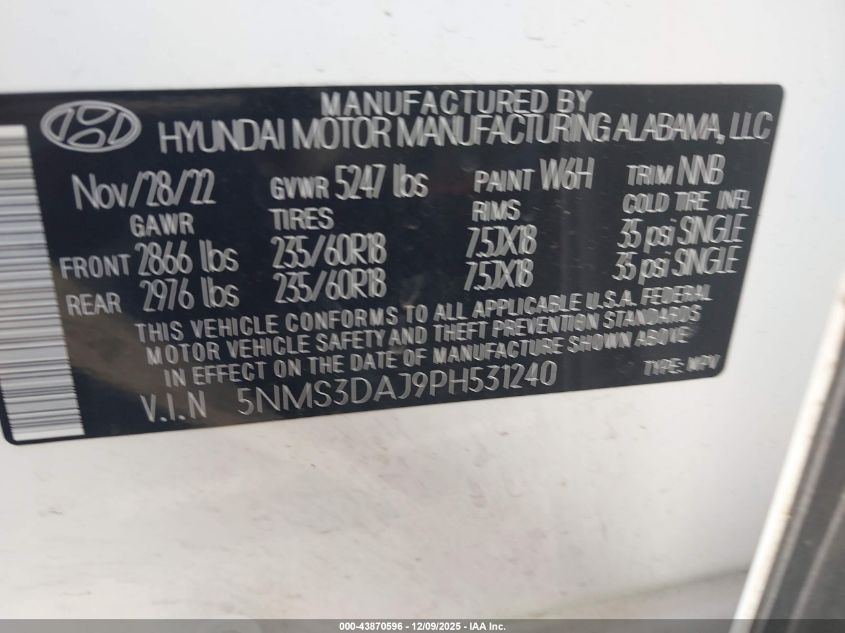 MANUFACTURED BY
HYUNDAI MOTOR MANUFACTURING ALABAMA, LLC
Nov/28/22 GVWR 5247 lbs PAINT W6H TRIM NNB
GAWR TIRES RIMS COLD TIRE INFL
FRONT 2866 lbs 235/60R18 7.5JX18 35 psi SINGLE
REAR 2976 lbs 235/60R18 7.5JX18 35 psi SINGLE
THIS VEHICLE CONFORMS TO ALL APPLICABLE U.S.A. FEDERAL
MOTOR VEHICLE SAFETY AND THEFT PREVENTION STANDARDS
IN EFFECT ON THE DATE OF MANUFACTURE SHOWN ABOVE
V.I.N 5NMS3DAJ9PH531240 TYPE: MPV
000-43870596 - 12/09/2025 - IAA Inc.